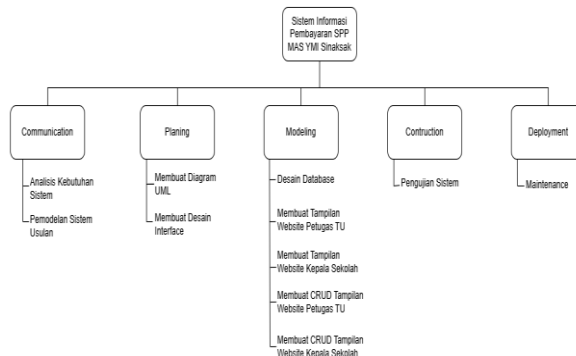 Sistem Informasi
Pembayaran SPP
MAS YMI Sinaksak
Communication
Planing
Modeling
Contruction
Deployment
Analisis Kebutuhan
Sistem
Pemodelan Sistem
Usulan
Membuat Diagram
UML
Membuat Desain
Interface
Desain Database
Membuat Tampilan
Website Petugas TU
Membuat Tampilan
Website Kepala Sekolah
Membuat CRUD Tampilan
Website Petugas TU
Membuat CRUD Tampilan
Website Kepala Sekolah
Pengujian Sistem
Maintenance